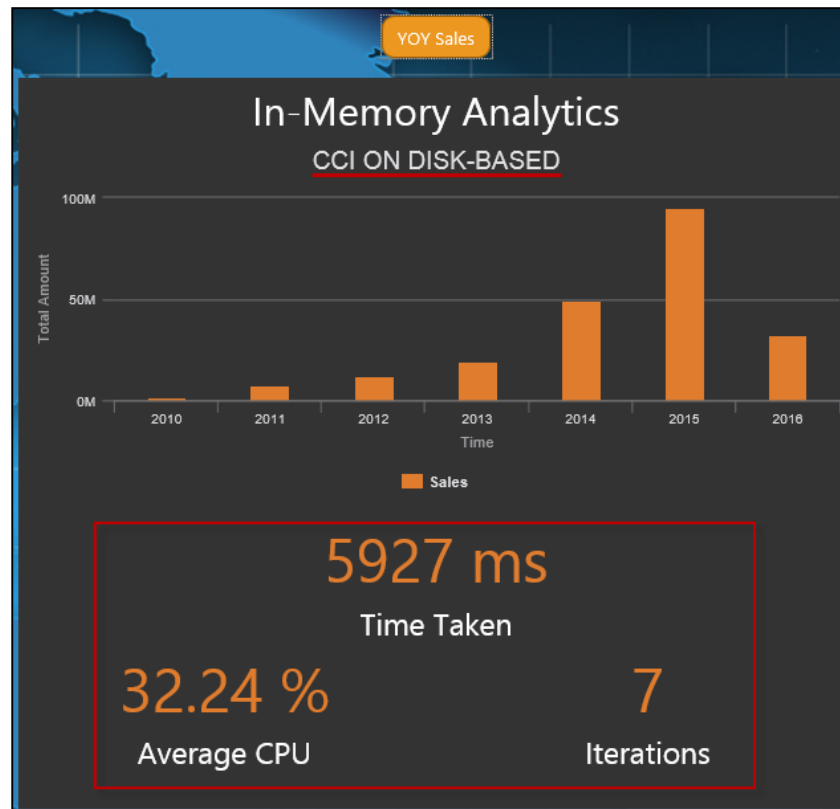 YOY Sales
In-Memory Analytics
CCI ON DISK-BASED
100M
Total Amount
50M
0M
2010 2011 2012 2013 2014 2015 2016
Time
Sales
5927 ms
Time Taken
32.24 % 7
Average CPU Iterations